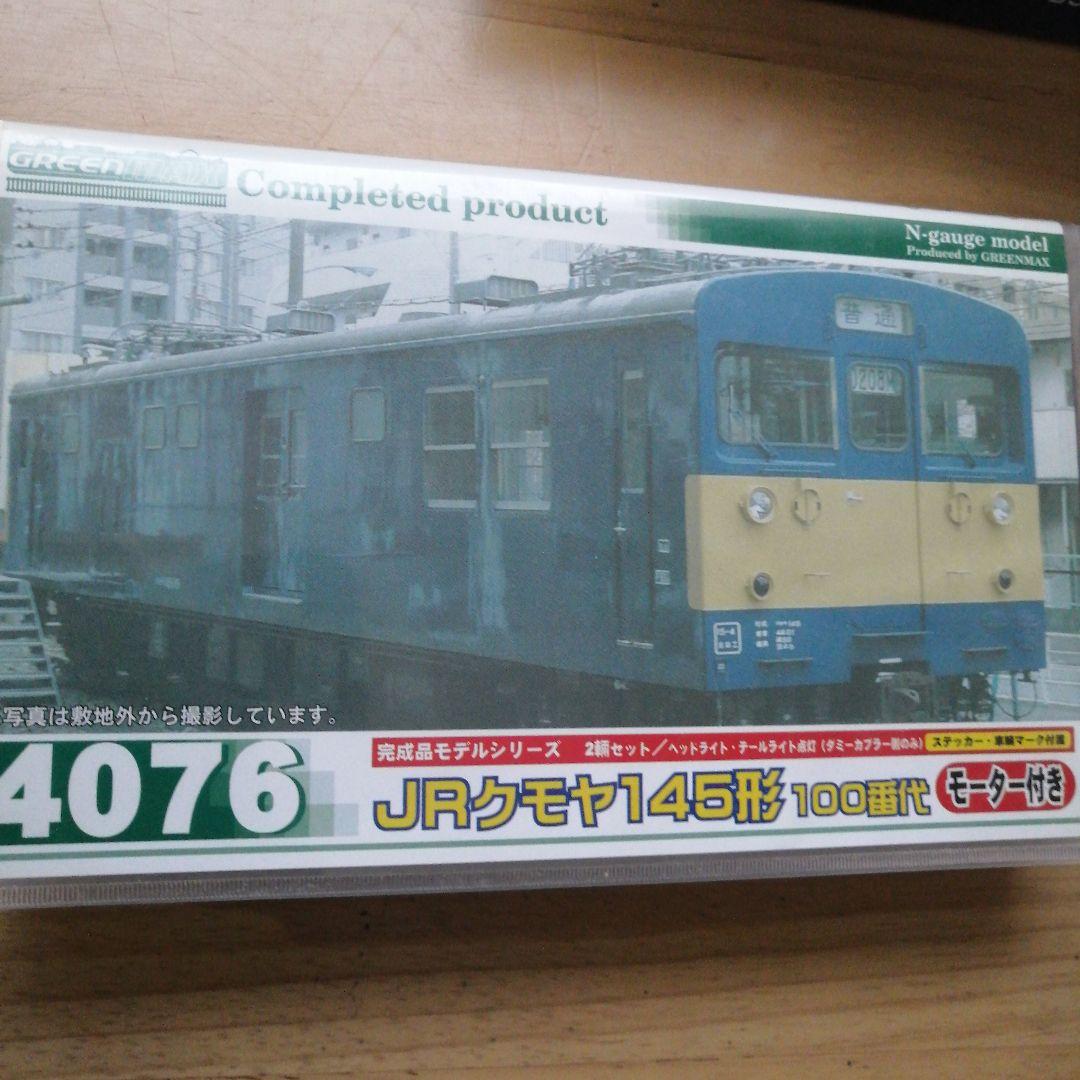 GREENMAX
Completed product
N-gauge model
Produced by GREENMAX
普通
1208M
写真は敷地外から撮影しています。
4076
完成品モデルシリーズ 2輌セット/ヘッドライト・テールライト点灯(ダミーカプラー側のみ)
ステッカー・車輛マーク付属
JRクモヤ145形 100番代
モーター付き